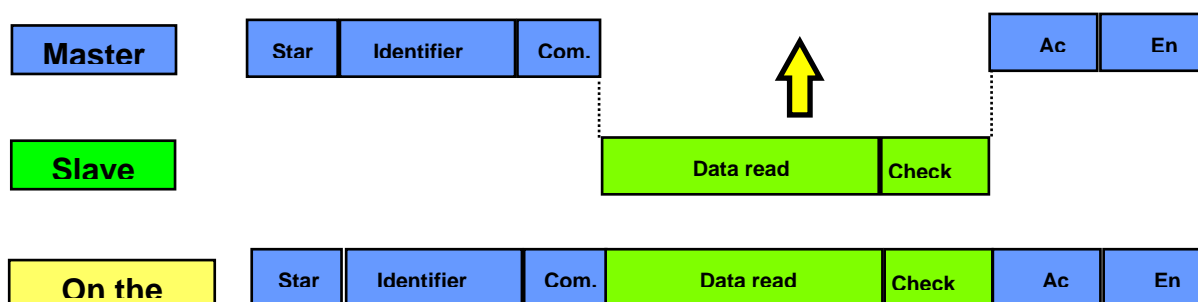 Master Star Identifier Com. Ac En
Slave Data read Check
On the Star Identifier Com. Data read Check Ac En